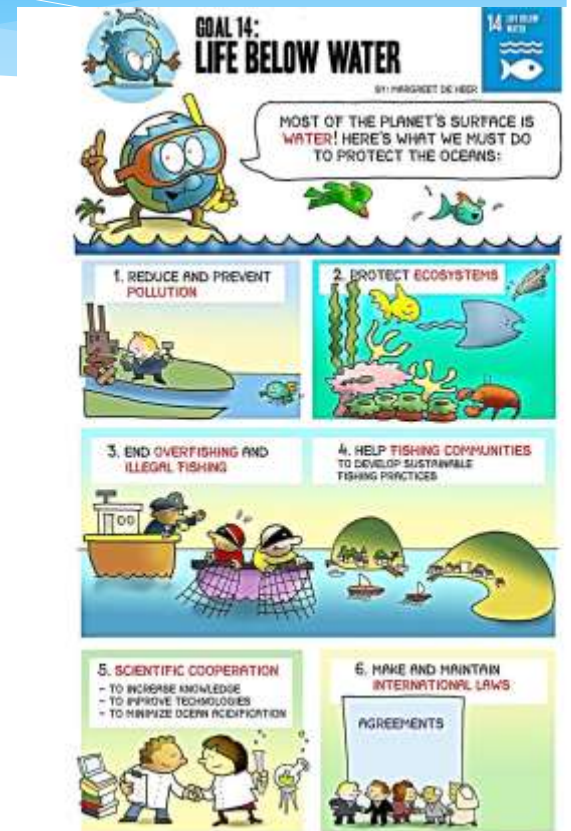 GOAL 14:
LIFE BELOW WATER
14 LIFE BELOW
WATER
BY: MARGREET DE HEER
MOST OF THE PLANET'S SURFACE IS
WATER! HERE'S WHAT WE MUST DO
TO PROTECT THE OCEANS:
1. REDUCE AND PREVENT
POLLUTION
2. PROTECT ECOSYSTEMS
3. END OVERFISHING AND
ILLEGAL FISHING
4. HELP FISHING COMMUNITIES
TO DEVELOP SUSTAINABLE
FISHING PRACTICES
5. SCIENTIFIC COOPERATION
- TO INCREASE KNOWLEDGE
- TO IMPROVE TECHNOLOGIES
- TO MINIMIZE OCEAN ACIDIFICATION
6. MAKE AND MAINTAIN
INTERNATIONAL LAWS
AGREEMENTS